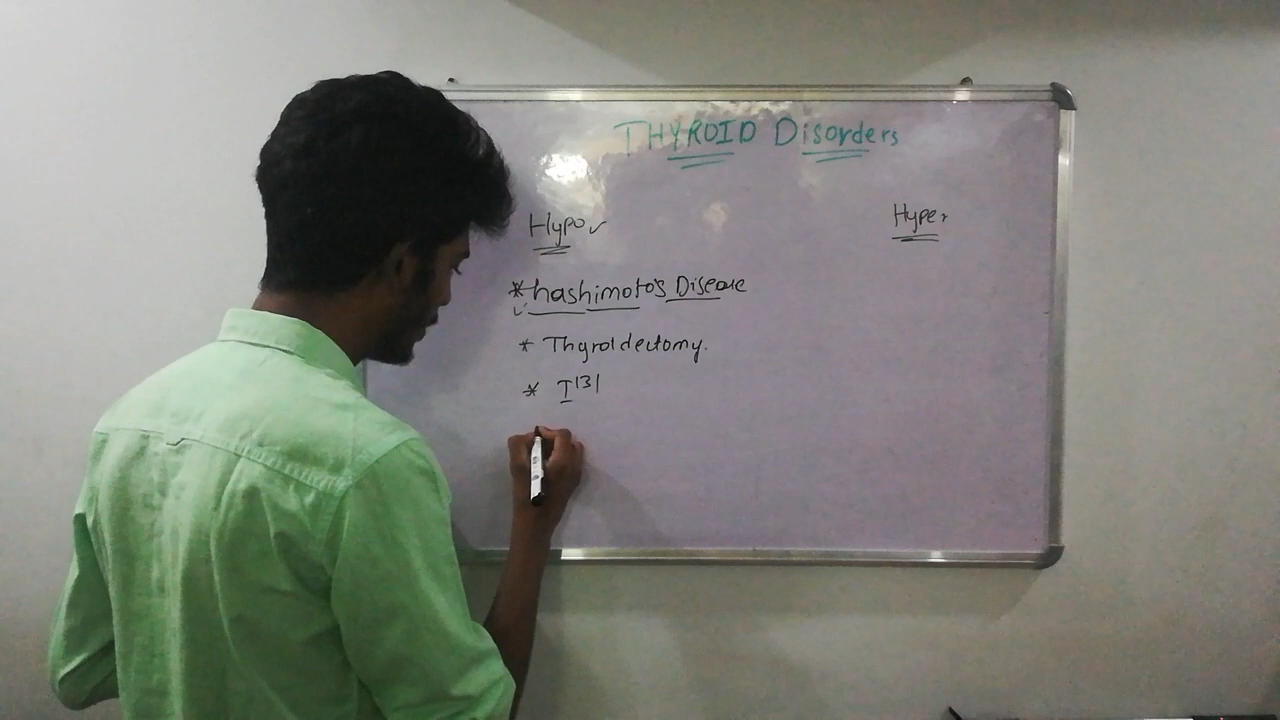 THYROID Disorders
Hypo Hyper
* hashimoto's Disease
* Thyroidectomy.
* I131